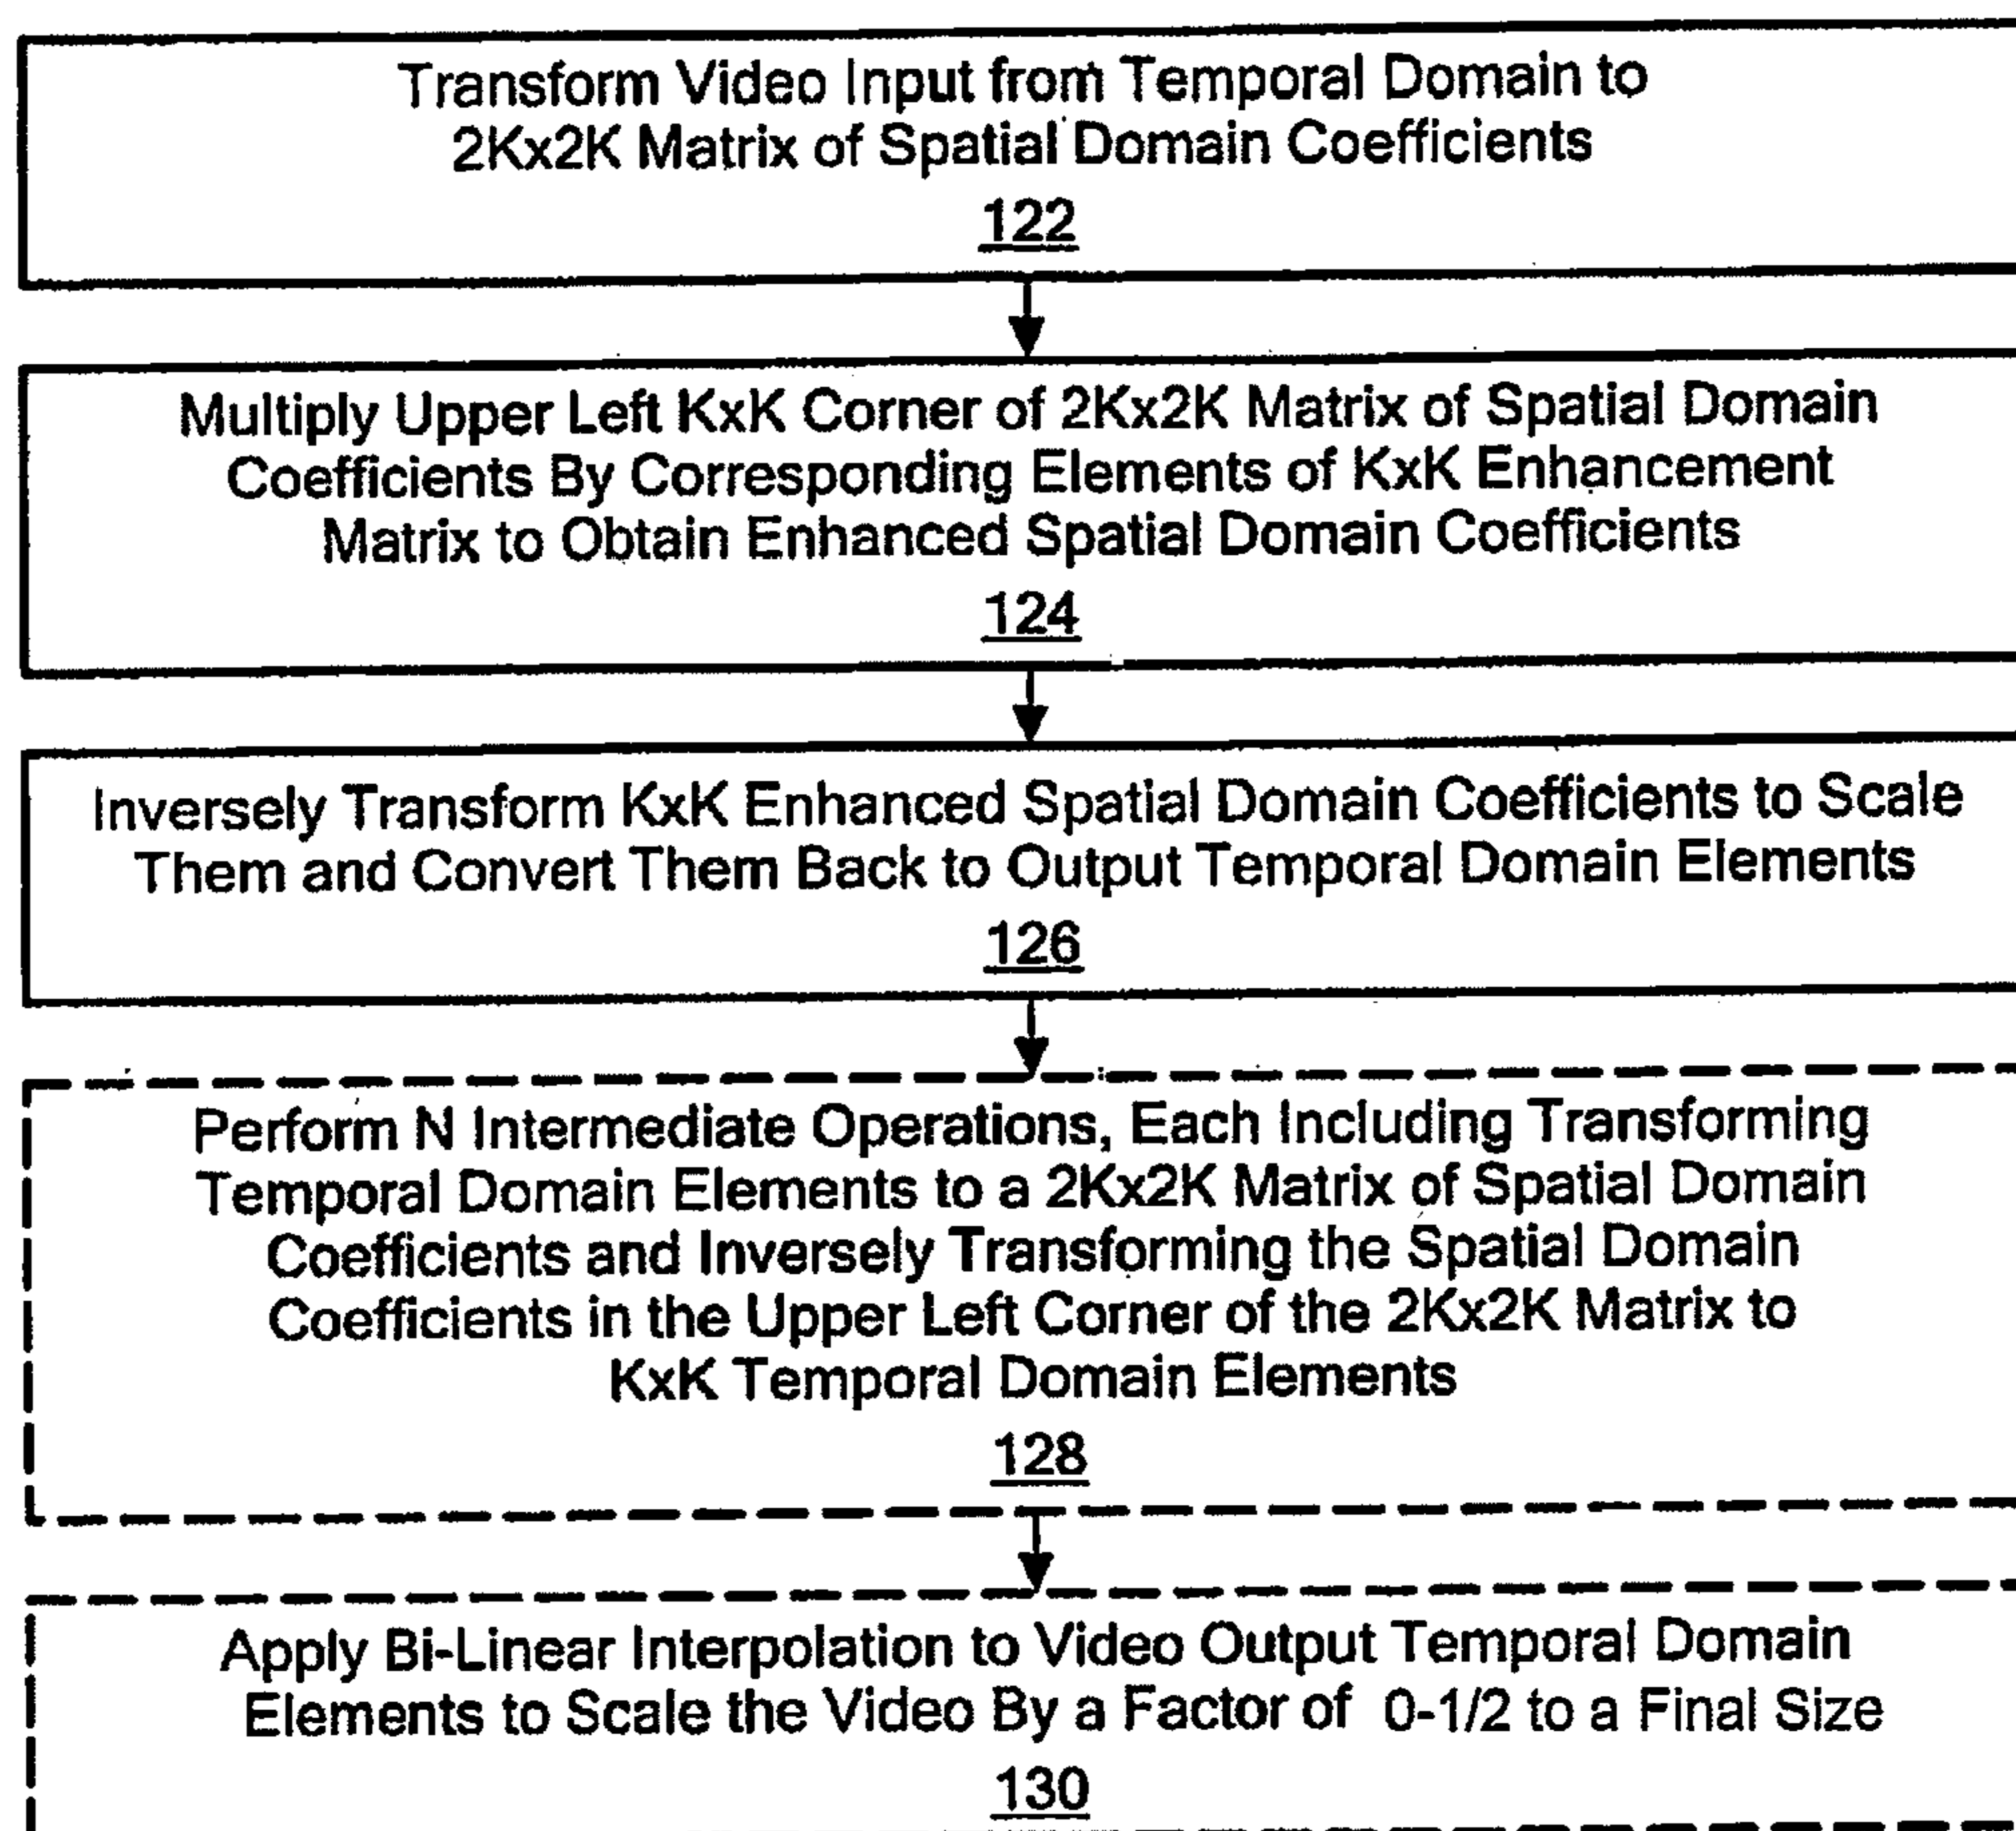 Transform Video Input from Temporal Domain to
2Kx2K Matrix of Spatial Domain Coefficients
122
Multiply Upper Left KxK Corner of 2Kx2K Matrix of Spatial Domain
Coefficients By Corresponding Elements of KxK Enhancement
Matrix to Obtain Enhanced Spatial Domain Coefficients
124
Inversely Transform KxK Enhanced Spatial Domain Coefficients to Scale
Them and Convert Them Back to Output Temporal Domain Elements
126
Perform N Intermediate Operations, Each Including Transforming
Temporal Domain Elements to a 2Kx2K Matrix of Spatial Domain
Coefficients and Inversely Transforming the Spatial Domain
Coefficients in the Upper Left Corner of the 2Kx2K Matrix to
KxK Temporal Domain Elements
128
Apply Bi-Linear Interpolation to Video Output Temporal Domain
Elements to Scale the Video By a Factor of 0-1/2 to a Final Size
130